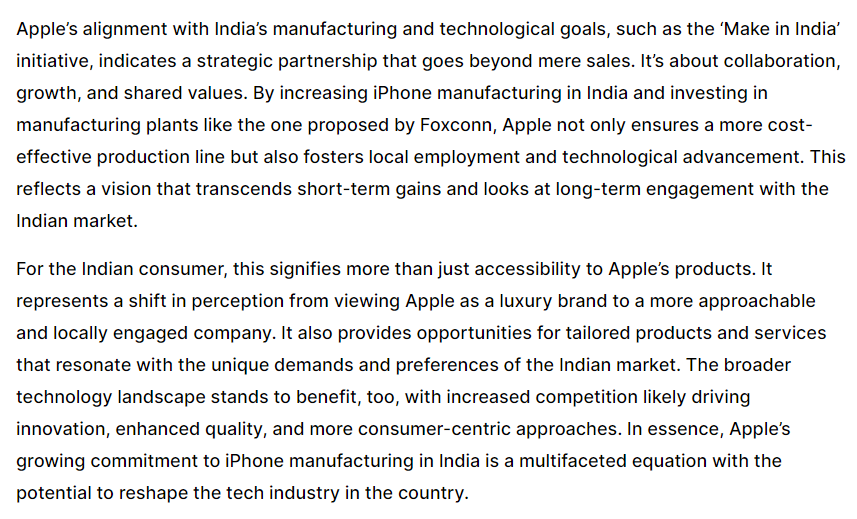 Apple’s alignment with India’s manufacturing and technological goals, such as the ‘Make in India’
initiative, indicates a strategic partnership that goes beyond mere sales. It’s about collaboration,
growth, and shared values. By increasing iPhone manufacturing in India and investing in
manufacturing plants like the one proposed by Foxconn, Apple not only ensures a more cost-
effective production line but also fosters local employment and technological advancement. This
reflects a vision that transcends short-term gains and looks at long-term engagement with the
Indian market.
For the Indian consumer, this signifies more than just accessibility to Apple’s products. It
represents a shift in perception from viewing Apple as a luxury brand to a more approachable
and locally engaged company. It also provides opportunities for tailored products and services
that resonate with the unique demands and preferences of the Indian market. The broader
technology landscape stands to benefit, too, with increased competition likely driving
innovation, enhanced quality, and more consumer-centric approaches. In essence, Apple’s
growing commitment to iPhone manufacturing in India is a multifaceted equation with the
potential to reshape the tech industry in the country.